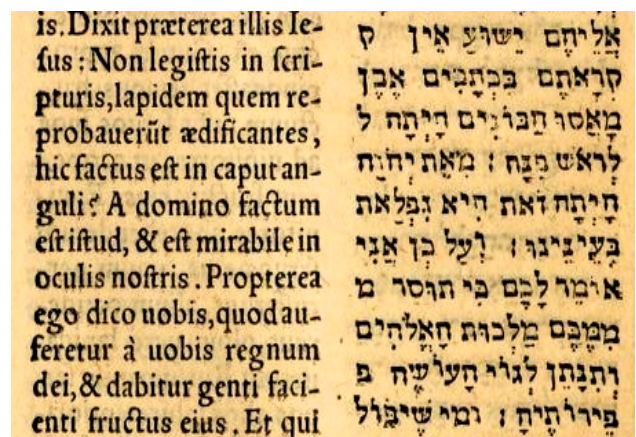 is. Dixit præterea illis Ie-
ſus : Non legiſtis in ſcri-
pturis, lapidem quem re-
probauerūt ædificantes,
hic factus eſt in caput an-
guli? A domino factum
eſt iſtud, & eſt mirabile in
oculis noſtris. Propterea
ego dico uobis, quod au-
feretur à uobis regnum
dei, & dabitur genti faci-
enti fructus eius. Et qui
אֲלֵיהֶם יֵשׁוּעַ אֵין ק
קְרָאתֶם בַּכְּתָבִים אֶבֶן
מָאֲסוּ הַבּוֹנִים הָיְתָה ל
לְרֹאשׁ פִּנָּה : מֵאֵת יְהֹוָה
הָיְתָה זֹאת הִיא נִפְלָאת
בְּעֵינֵינוּ : וְעַל כֵּן אֲנִי
אוֹמֵר לָכֶם כִּי תוּסַר מ
מִמֶּכֶם מַלְכוּת הָאֱלֹהִים
וְתִנָּתֵן לְגוֹי הָעוֹשֶׂה פ
פֵּירוֹתֶיהָ : וּמִי שֶׁיִּפּוֹל